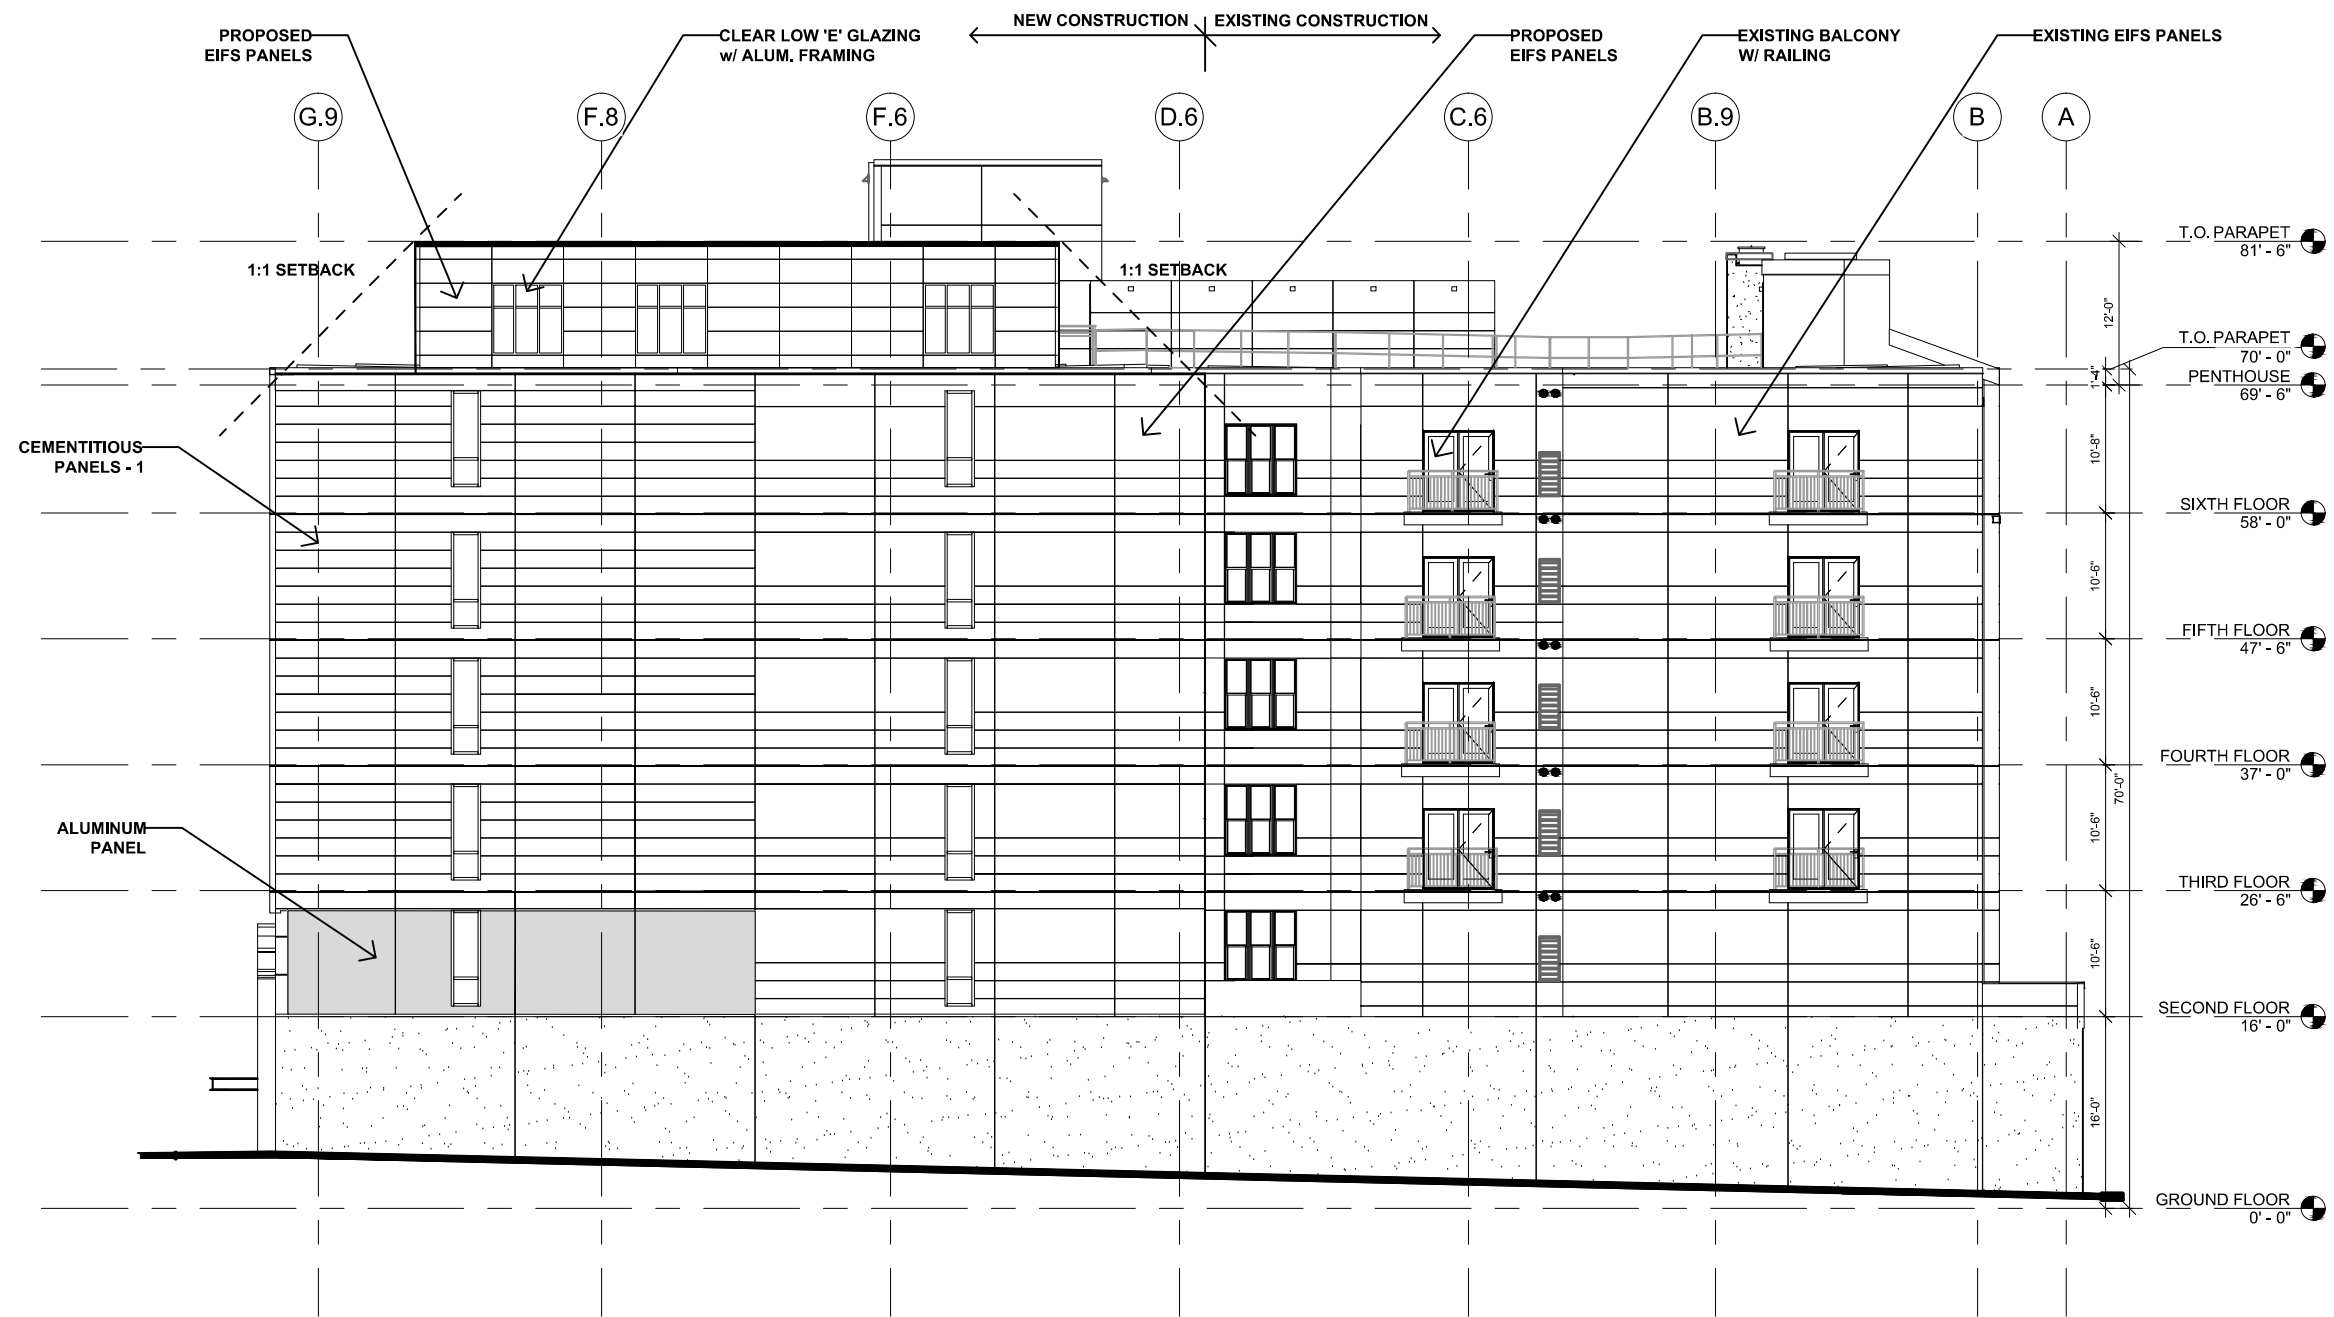 NEW CONSTRUCTION
EXISTING CONSTRUCTION
PROPOSED
EIFS PANELS
CLEAR LOW 'E' GLAZING
w/ ALUM. FRAMING
PROPOSED
EIFS PANELS
EXISTING BALCONY
W/ RAILING
EXISTING EIFS PANELS
G.9
F.8
F.6
D.6
C.6
B.9
B
A
1:1 SETBACK
1:1 SETBACK
CEMENTITIOUS
PANELS - 1
ALUMINUM
PANEL
T.O. PARAPET
81' - 6"
T.O. PARAPET
70' - 0"
PENTHOUSE
69' - 6"
SIXTH FLOOR
58' - 0"
FIFTH FLOOR
47' - 6"
FOURTH FLOOR
37' - 0"
THIRD FLOOR
26' - 6"
SECOND FLOOR
16' - 0"
GROUND FLOOR
0' - 0"
12'-0"
1'-4"
10'-8"
10'-6"
10'-6"
10'-6"
10'-6"
16'-0"
70'-0"